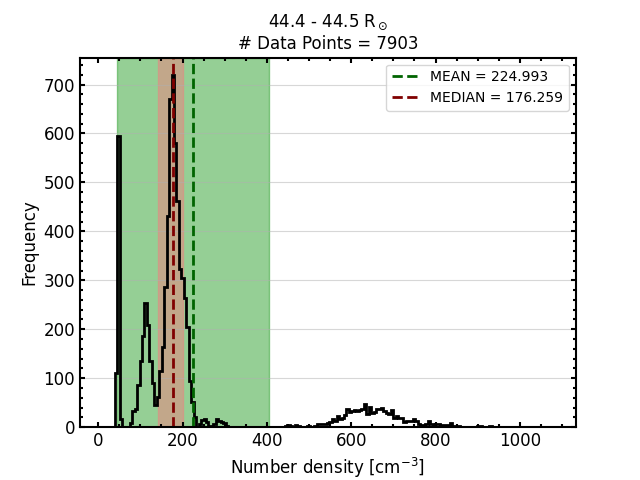 44.4 - 44.5 R⊙
# Data Points = 7903
MEAN = 224.993
MEDIAN = 176.259
Frequency
700
600
500
400
300
200
100
0
0 200 400 600 800 1000
Number density [cm⁻³]